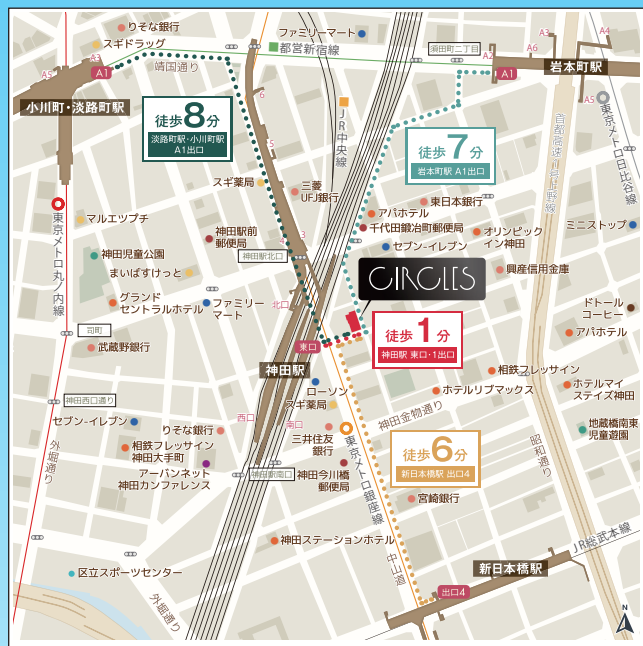 りそな銀行
スギドラッグ
ファミリーマート
都営新宿線
須田町二丁目
A3
A4
A6
A2
A5
A3
A1
靖国通り
A1
岩本町駅
A5
小川町・淡路町駅
徒歩8分
淡路町駅・小川町駅
A1出口
6
5
JR中央線
徒歩7分
岩本町駅 A1出口
首都高速1号上野線
東京メトロ日比谷線
スギ薬局
三菱
UFJ銀行
東日本銀行
アパホテル
千代田鍛冶町郵便局
オリンピック
イン神田
ミニストップ
東京メトロ丸ノ内線
マルエツプチ
神田駅前
郵便局
4
3
セブン-イレブン
神田児童公園
神田駅北口
まいばすけっと
興産信用金庫
CIRCLES
グランド
セントラルホテル
ファミリー
マート
北口
ドトール
コーヒー
司町
徒歩1分
神田駅 東口・1出口
アパホテル
武蔵野銀行
東口
神田駅
相鉄フレッサイン
ローソン
ホテルリブマックス
ホテルマイ
ステイズ神田
神田西口通り
スギ薬局
神田金物通り
西口
南口
セブン-イレブン
りそな銀行
三井住友
銀行
地蔵橋南東
児童遊園
外堀通り
相鉄フレッサイン
神田大手町
東京メトロ銀座線
徒歩6分
新日本橋駅 出口4
昭和通り
アーバンネット
神田カンファレンス
神田駅南口
神田今川橋
郵便局
宮崎銀行
神田ステーションホテル
JR総武本線
中山道
区立スポーツセンター
新日本橋駅
外堀通り
出口4
N